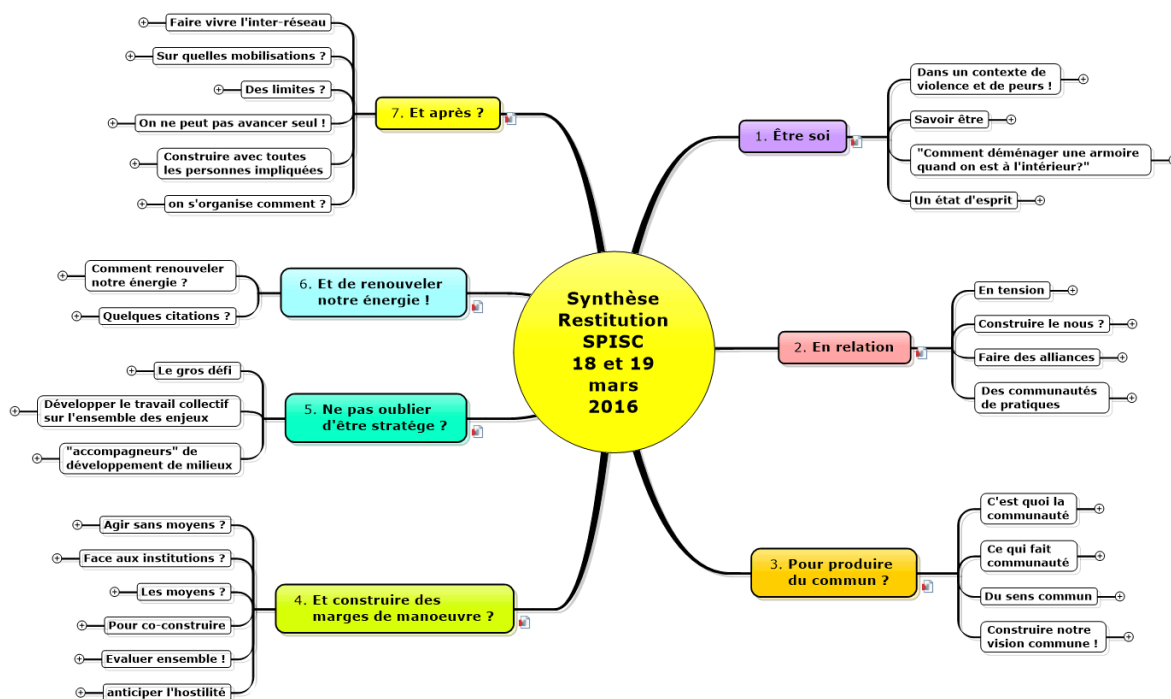 Synthèse
Restitution
SPISC
18 et 19
mars
2016
1. Être soi
Dans un contexte de
violence et de peurs !
Savoir être
"Comment déménager une armoire
quand on est à l'intérieur?"
Un état d'esprit
2. En relation
En tension
Construire le nous ?
Faire des alliances
Des communautés
de pratiques
3. Pour produire
du commun ?
C'est quoi la
communauté
Ce qui fait
communauté
Du sens commun
Construire notre
vision commune !
4. Et construire des
marges de manoeuvre ?
Agir sans moyens ?
Face aux institutions ?
Les moyens ?
Pour co-construire
Evaluer ensemble !
anticiper l'hostilité
5. Ne pas oublier
d'être stratége ?
Le gros défi
Développer le travail collectif
sur l'ensemble des enjeux
"accompagneurs" de
développement de milieux
6. Et de renouveler
notre énergie !
Comment renouveler
notre énergie ?
Quelques citations ?
7. Et après ?
Faire vivre l'inter-réseau
Sur quelles mobilisations ?
Des limites ?
On ne peut pas avancer seul !
Construire avec toutes
les personnes impliquées
on s'organise comment ?